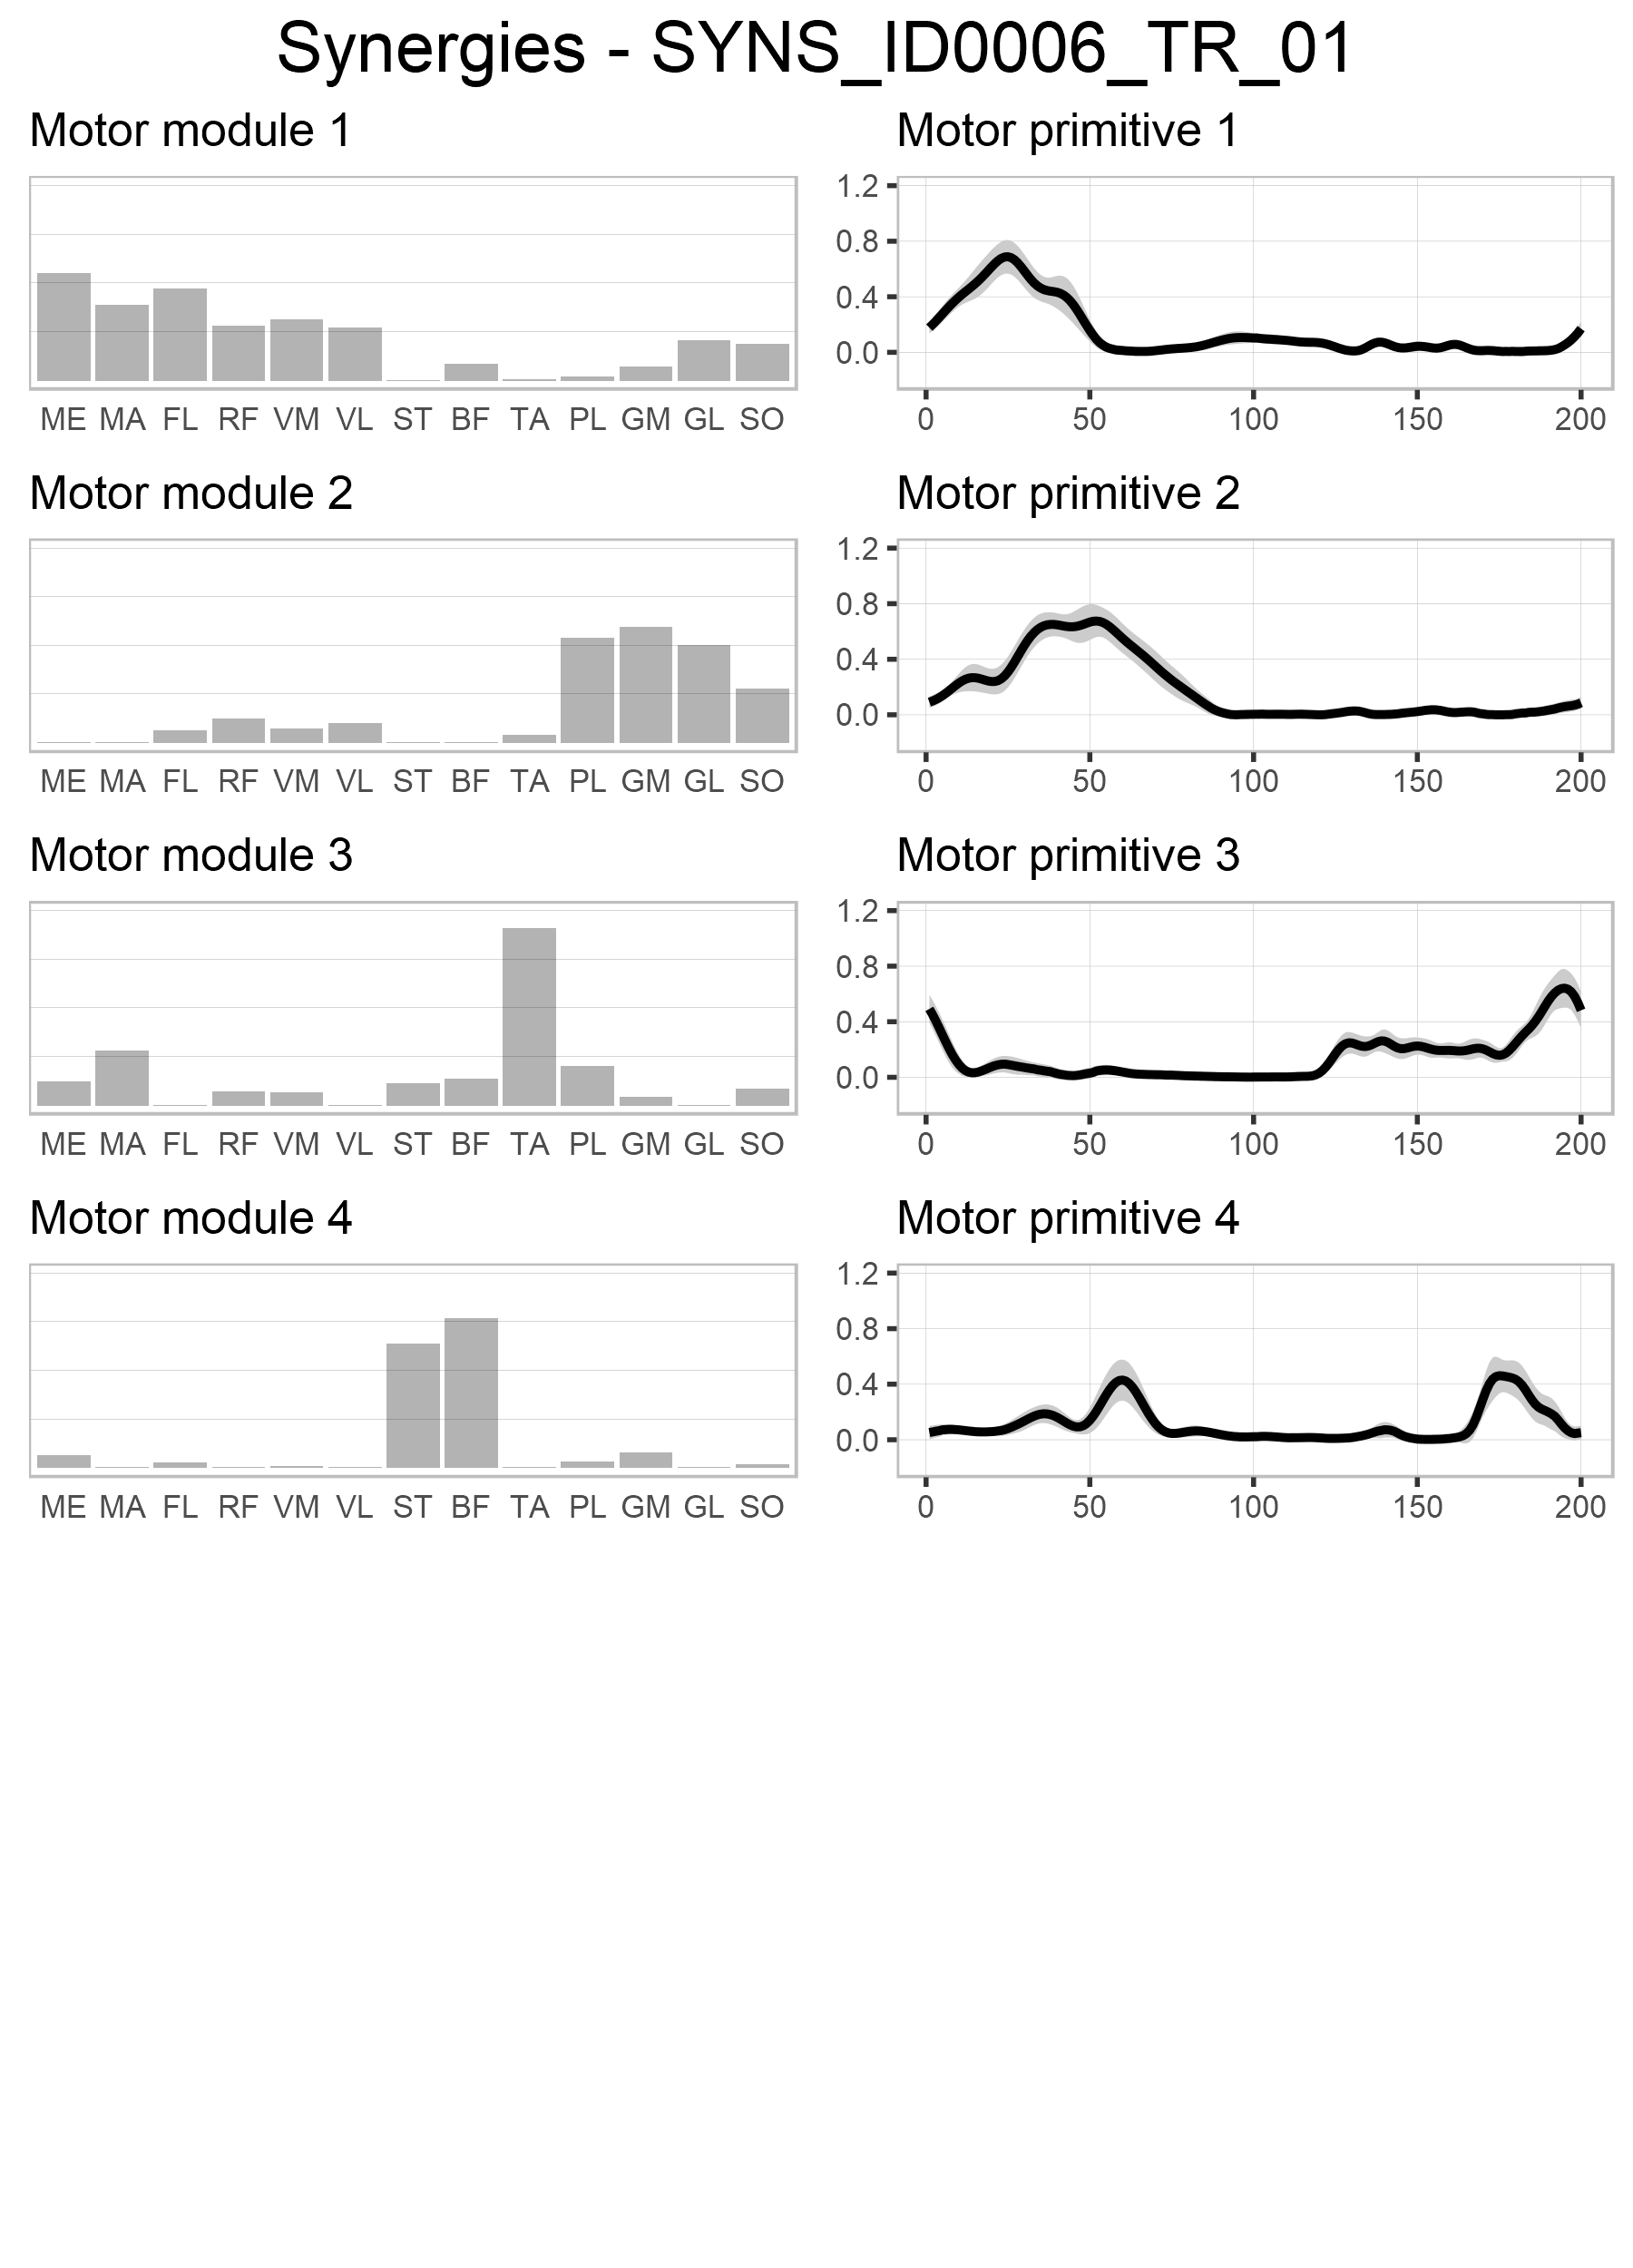 Synergies - SYNS_ID0006_TR_01
Motor module 1
Motor primitive 1
ME MA FL RF VM VL ST BF TA PL GM GL SO
1.2
0.8
0.4
0.0
0 50 100 150 200
Motor module 2
Motor primitive 2
ME MA FL RF VM VL ST BF TA PL GM GL SO
1.2
0.8
0.4
0.0
0 50 100 150 200
Motor module 3
Motor primitive 3
ME MA FL RF VM VL ST BF TA PL GM GL SO
1.2
0.8
0.4
0.0
0 50 100 150 200
Motor module 4
Motor primitive 4
ME MA FL RF VM VL ST BF TA PL GM GL SO
1.2
0.8
0.4
0.0
0 50 100 150 200